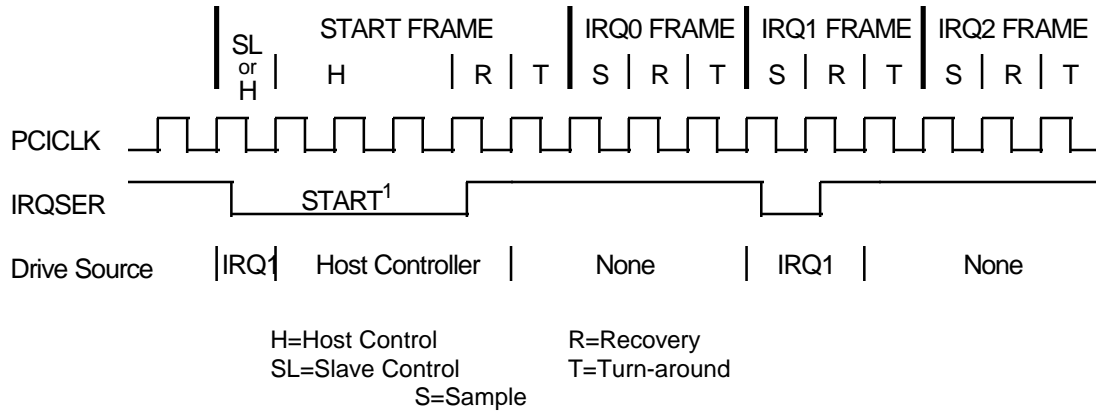 START FRAME IRQ0 FRAME IRQ1 FRAME IRQ2 FRAME
SL
or
H
H R T S R T S R T S R T
PCICLK
IRQSER START1
Drive Source IRQ1 Host Controller None IRQ1 None
H=Host Control R=Recovery
SL=Slave Control T=Turn-around
S=Sample